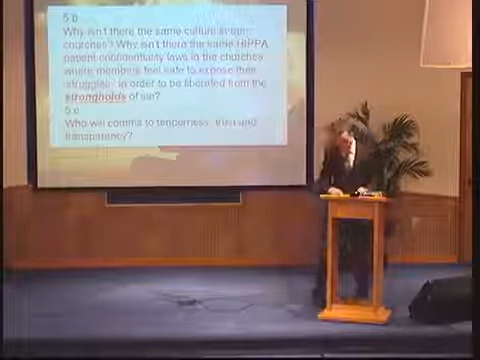 5 b
Why isn't there the same culture in our
churches? Why isn't there the same HIPPA
patient confidentiality laws in the churches
where members feel safe to expose their
struggles in order to be liberated from the
strongholds of sin?
5 c
Who will commit to tenderness, trust and
transparency?